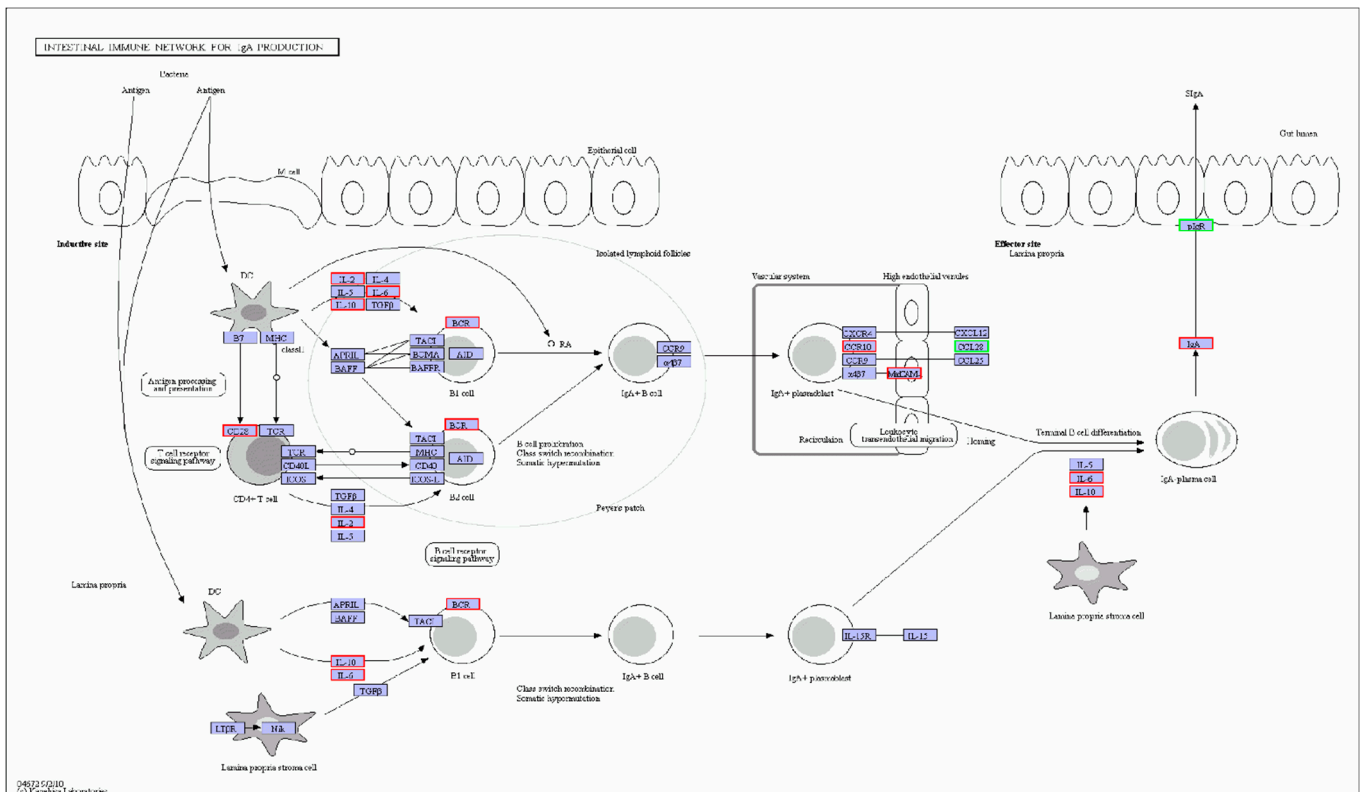 INTESTINAL IMMUNE NETWORK FOR IgA PRODUCTION
Bacteria
Antigen
Antigen
SIgA
Gut lumen
Epitherial cell
M cell
Inductive site
Isolated lymphoid follicles
Effector site
Lamina propria
pIgR
DC
IL-2
IL-4
IL-5
IL-6
IL-10
TGFβ
Vascular system
High endothelial venules
B7
MHC
classII
APRIL
BAFF
TACI
BCMA
BAFFR
BCR
AID
B1 cell
RA
CCR9
α4β7
IgA+ B cell
CXCR4
CCR10
CCR9
α4β7
MAdCAM
IgA+ plasmablast
CXCL12
CCL28
CCL25
IgA
Antigen processing
and presentation
CD28
TCR
T cell receptor
signaling pathway
TCR
CD40L
ICOS
CD4+ T cell
TACI
MHC
CD40
ICOS-L
BCR
AID
B2 cell
B cell proliferation
Class switch recombination
Somatic hypermutation
Recirculaion
Leukocyte
transendothelial migration
Homing
Terminal B cell differentiation
IL-5
IL-6
IL-10
IgA-plasma cell
TGFβ
IL-4
IL-2
IL-5
Peyer's patch
B cell receptor
signaling pathway
Lamina propria
DC
APRIL
BAFF
TACI
BCR
B1 cell
IL-10
IL-6
TGFβ
IgA+ B cell
Class switch recombination
Somatic hypermutation
IL-15R
IL-15
IgA+ plasmablast
Lamina propria stroma cell
LTβR
Nik
Lamina propria stroma cell
04672 5/2/10
(c) Kanehisa Laboratories